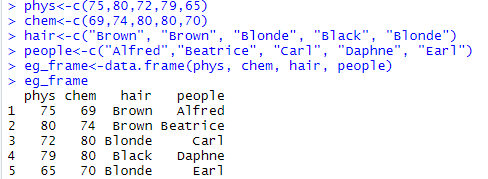 > phys<-c(75,80,72,79,65)
> chem<-c(69,74,80,80,70)
> hair<-c("Brown", "Brown", "Blonde", "Black", "Blonde")
> people<-c("Alfred","Beatrice", "Carl", "Daphne", "Earl")
> eg_frame<-data.frame(phys, chem, hair, people)
> eg_frame
  phys chem   hair   people
1   75   69  Brown   Alfred
2   80   74  Brown Beatrice
3   72   80 Blonde     Carl
4   79   80  Black   Daphne
5   65   70 Blonde     Earl